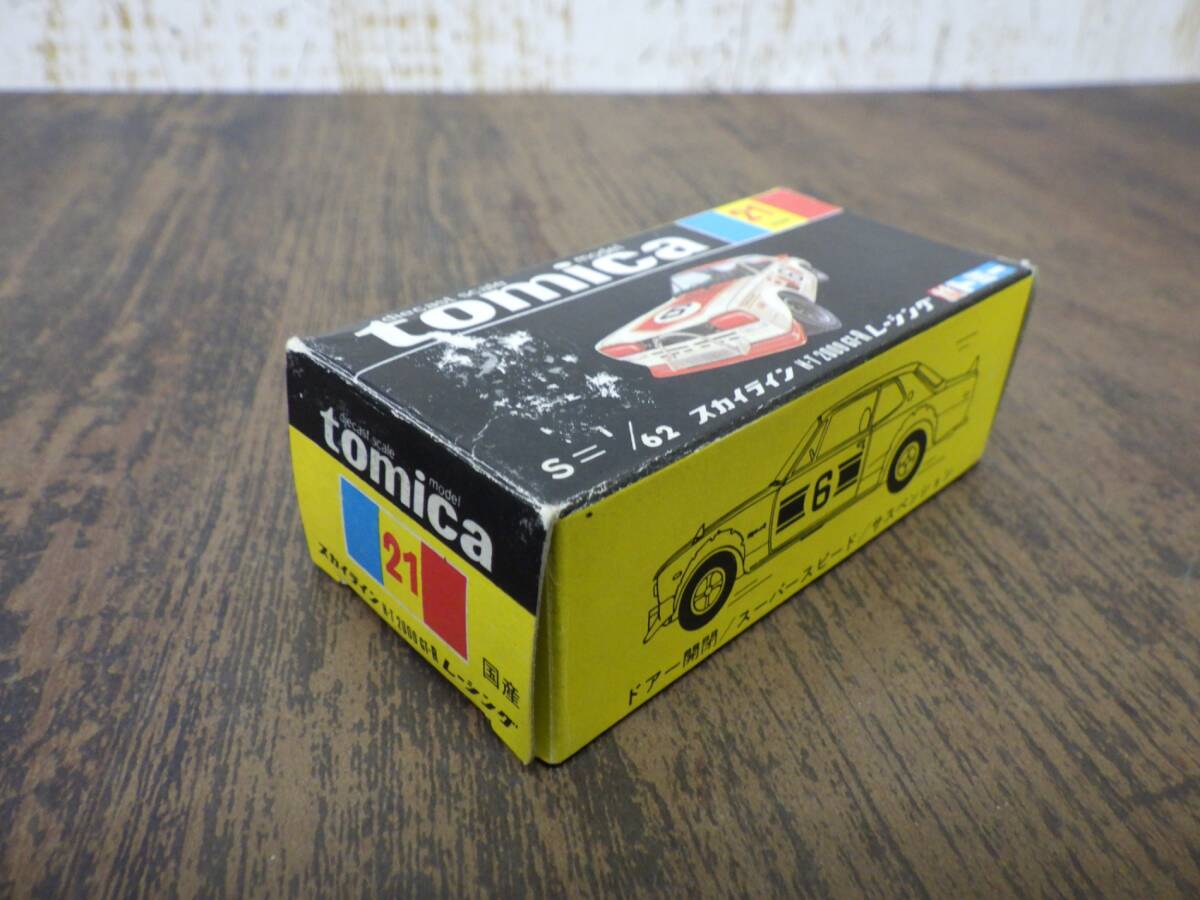 diecast scale model
tomica
21
S=1/62 スカイライン H・T 2000 GT-R レーシング
トミー
diecast scale model
tomica
21
スカイライン H・T 2000 GT-R レーシング
国産
6
ドアー開閉/スーパースピード/サスペンション